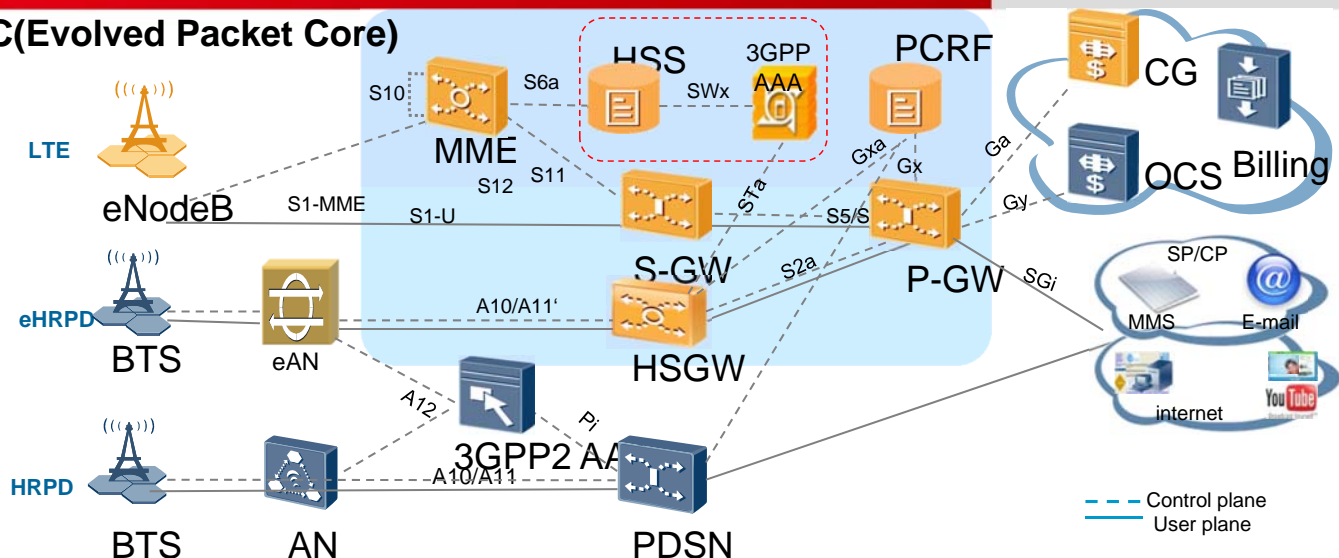 C(Evolved Packet Core)
HSS
3GPP
AAA
PCRF
CG
S10
S6a
SWx
LTE
MME
Gxa
Gx
Ga
OCS
Billing
eNodeB
S12
S11
STa
S1-MME
S1-U
S5/S
Gy
S-GW
P-GW
S2a
SGi
SP/CP
MMS
E-mail
eHRPD
BTS
eAN
A10/A11‘
HSGW
internet
You Tube
A12
Pi
3GPP2 AA
HRPD
A10/A11
BTS
AN
PDSN
Control plane
User plane